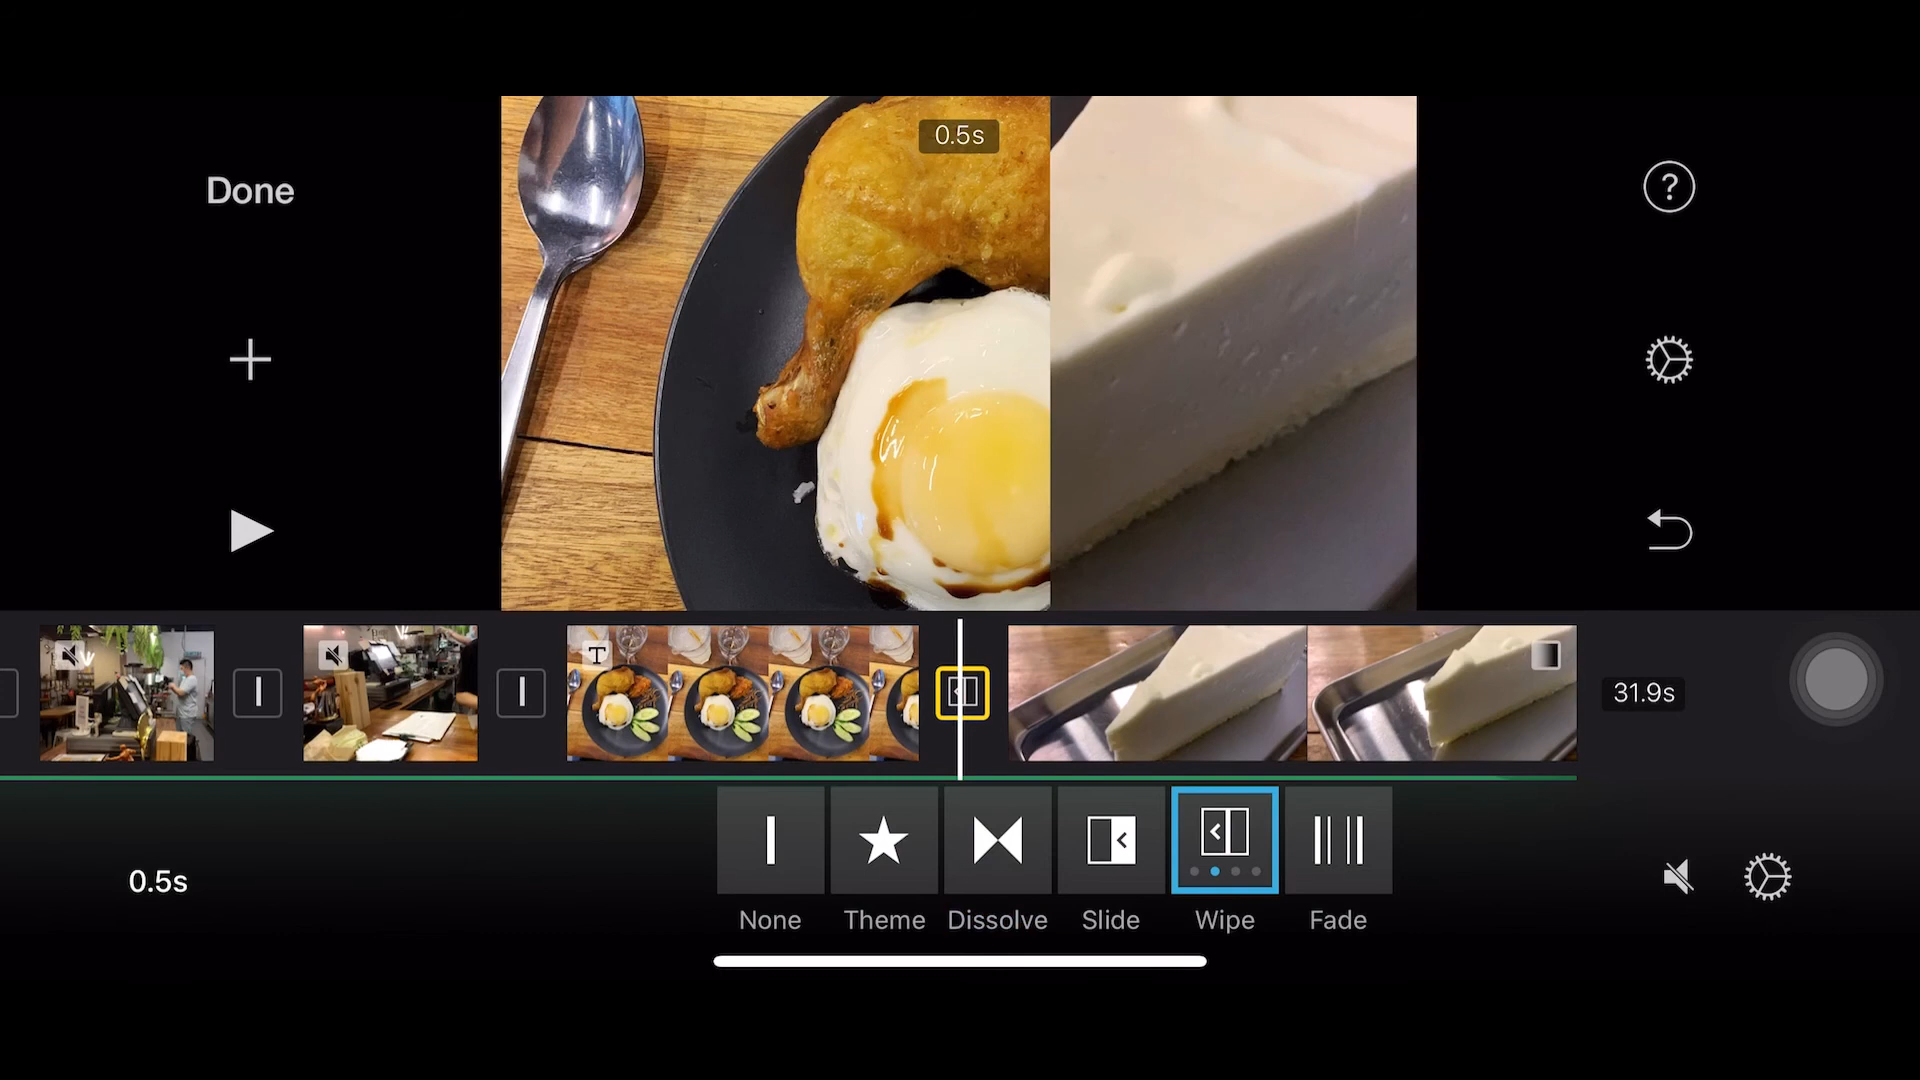 0.5s
Done
?
T
31.9s
0.5s
None
Theme
Dissolve
Slide
Wipe
Fade